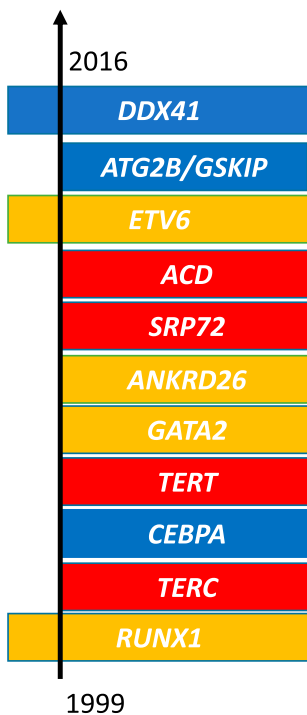 2016
DDX41
ATG2B/GSKIP
ETV6
ACD
SRP72
ANKRD26
GATA2
TERT
CEBPA
TERC
RUNX1
1999